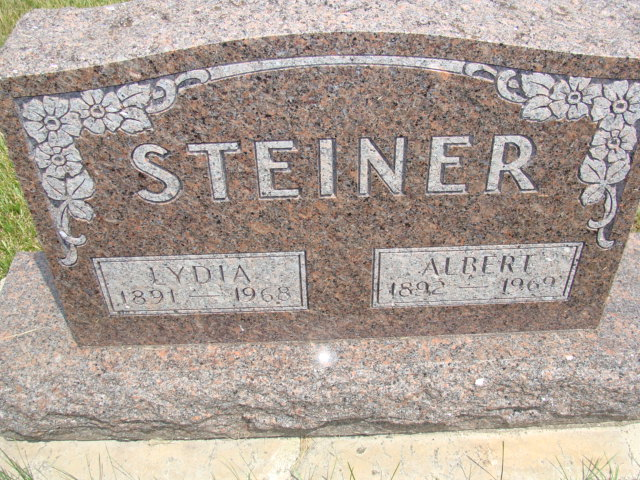 STEINER
LYDIA
1891 — 1968
ALBERT
1892 — 1969